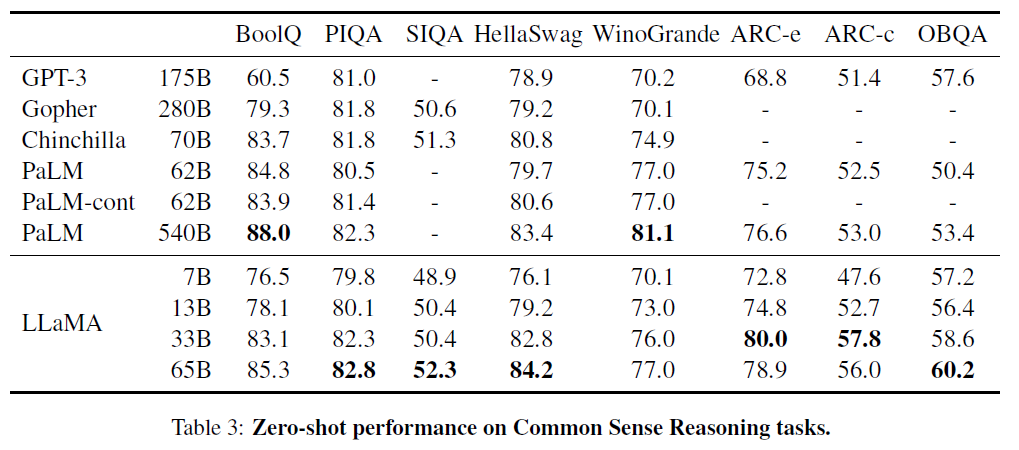 BoolQ PIQA SIQA HellaSwag WinoGrande ARC-e ARC-c OBQA
GPT-3 175B 60.5 81.0 - 78.9 70.2 68.8 51.4 57.6
Gopher 280B 79.3 81.8 50.6 79.2 70.1 - - -
Chinchilla 70B 83.7 81.8 51.3 80.8 74.9 - - -
PaLM 62B 84.8 80.5 - 79.7 77.0 75.2 52.5 50.4
PaLM-cont 62B 83.9 81.4 - 80.6 77.0 - - -
PaLM 540B 88.0 82.3 - 83.4 81.1 76.6 53.0 53.4
LLaMA
7B 76.5 79.8 48.9 76.1 70.1 72.8 47.6 57.2
13B 78.1 80.1 50.4 79.2 73.0 74.8 52.7 56.4
33B 83.1 82.3 50.4 82.8 76.0 80.0 57.8 58.6
65B 85.3 82.8 52.3 84.2 77.0 78.9 56.0 60.2
Table 3: Zero-shot performance on Common Sense Reasoning tasks.